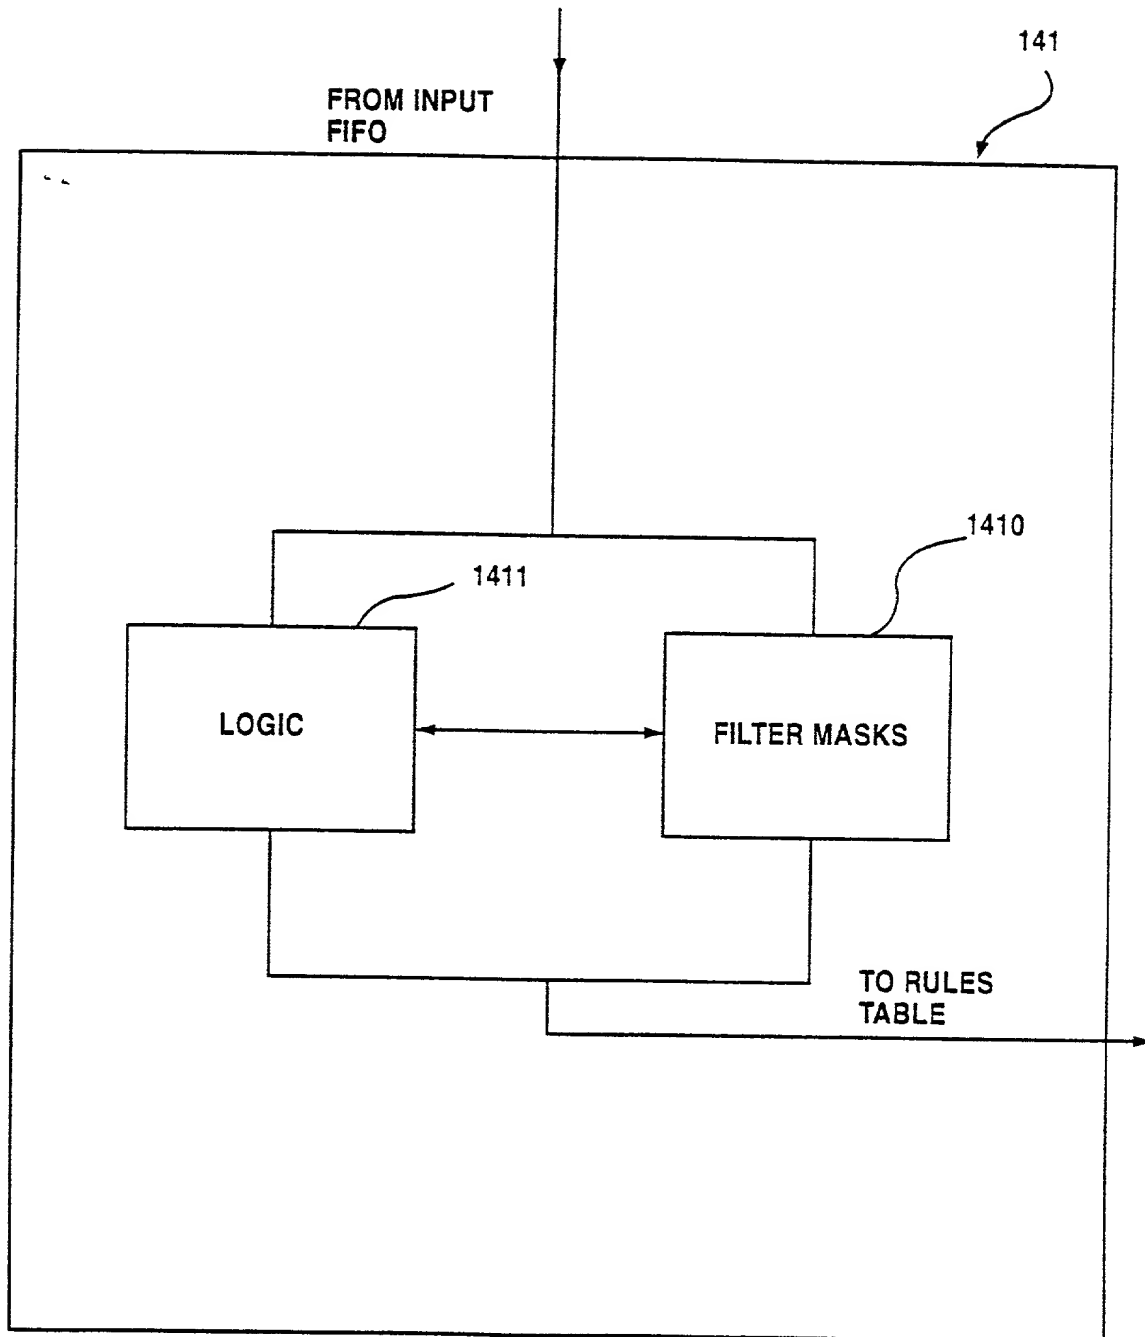 141
FROM INPUT
FIFO
1410
1411
LOGIC
FILTER MASKS
TO RULES
TABLE